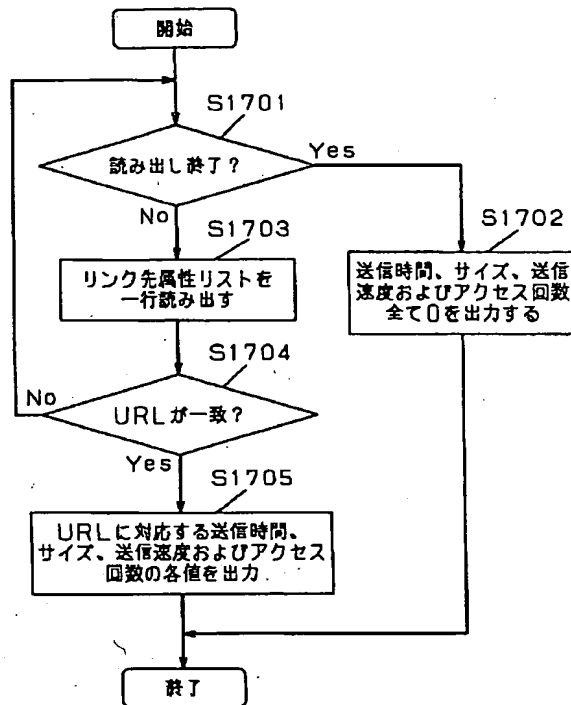 開始
S1701
読み出し終了?
Yes
No
S1703
S1702
リンク先属性リストを
一行読み出す
送信時間、サイズ、送信
速度およびアクセス回数
全て0を出力する
S1704
No
URLが一致?
Yes
S1705
URLに対応する送信時間、
サイズ、送信速度およびアクセス
回数の各値を出力
終了